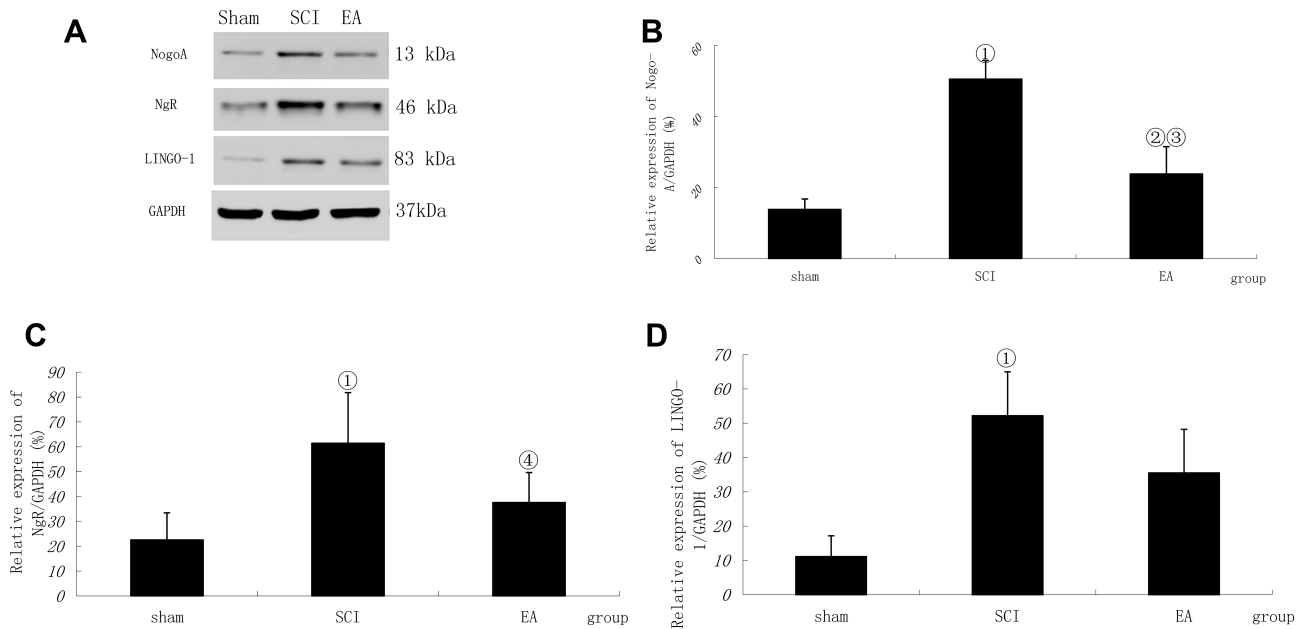 A
Sham SCI EA
NogoA 13 kDa
NgR 46 kDa
LINGO-1 83 kDa
GAPDH 37kDa
B
Relative expression of Nogo-
A/GAPDH (%)
60
40
20
0
①
②③
sham SCI EA group
C
Relative expression of
NgR/GAPDH (%)
90
80
70
60
50
40
30
20
10
0
①
④
sham SCI EA group
D
Relative expression of LINGO-
1/GAPDH (%)
70
60
50
40
30
20
10
0
①
sham SCI EA group